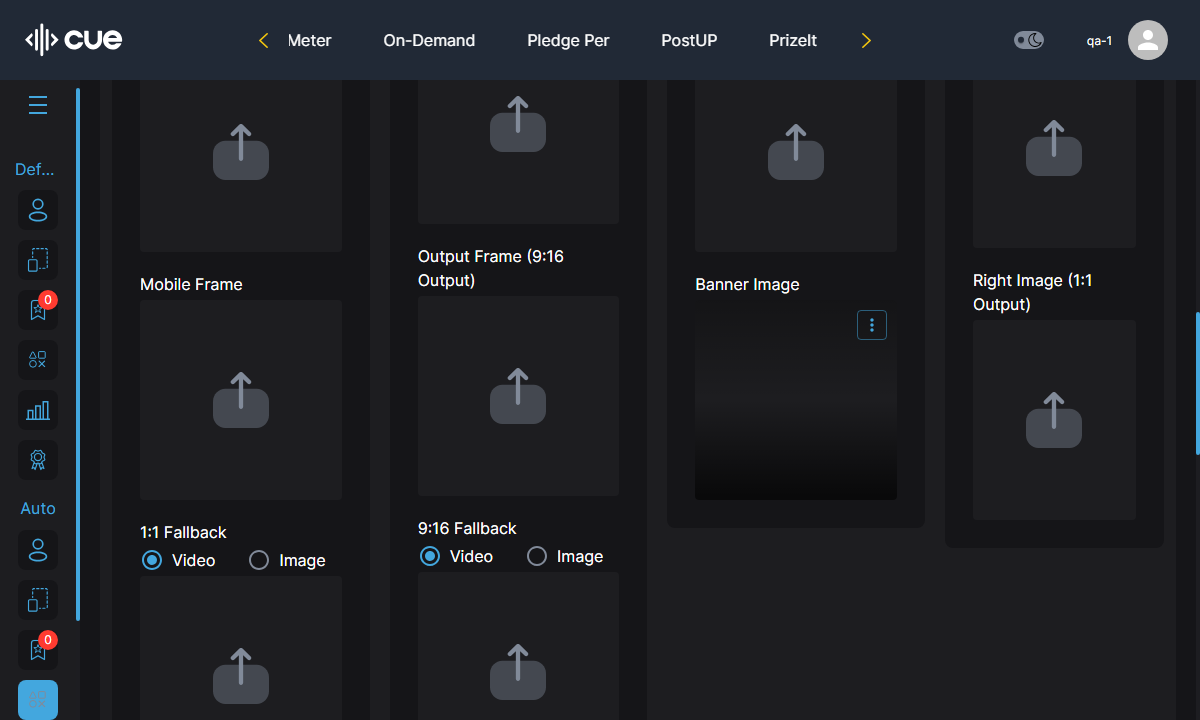 cue
Meter
On-Demand
Pledge Per
PostUP
PrizeIt
qa-1
Def...
0
Auto
0
Mobile Frame
1:1 Fallback
Video
Image
Output Frame (9:16
Output)
9:16 Fallback
Video
Image
Banner Image
Right Image (1:1
Output)